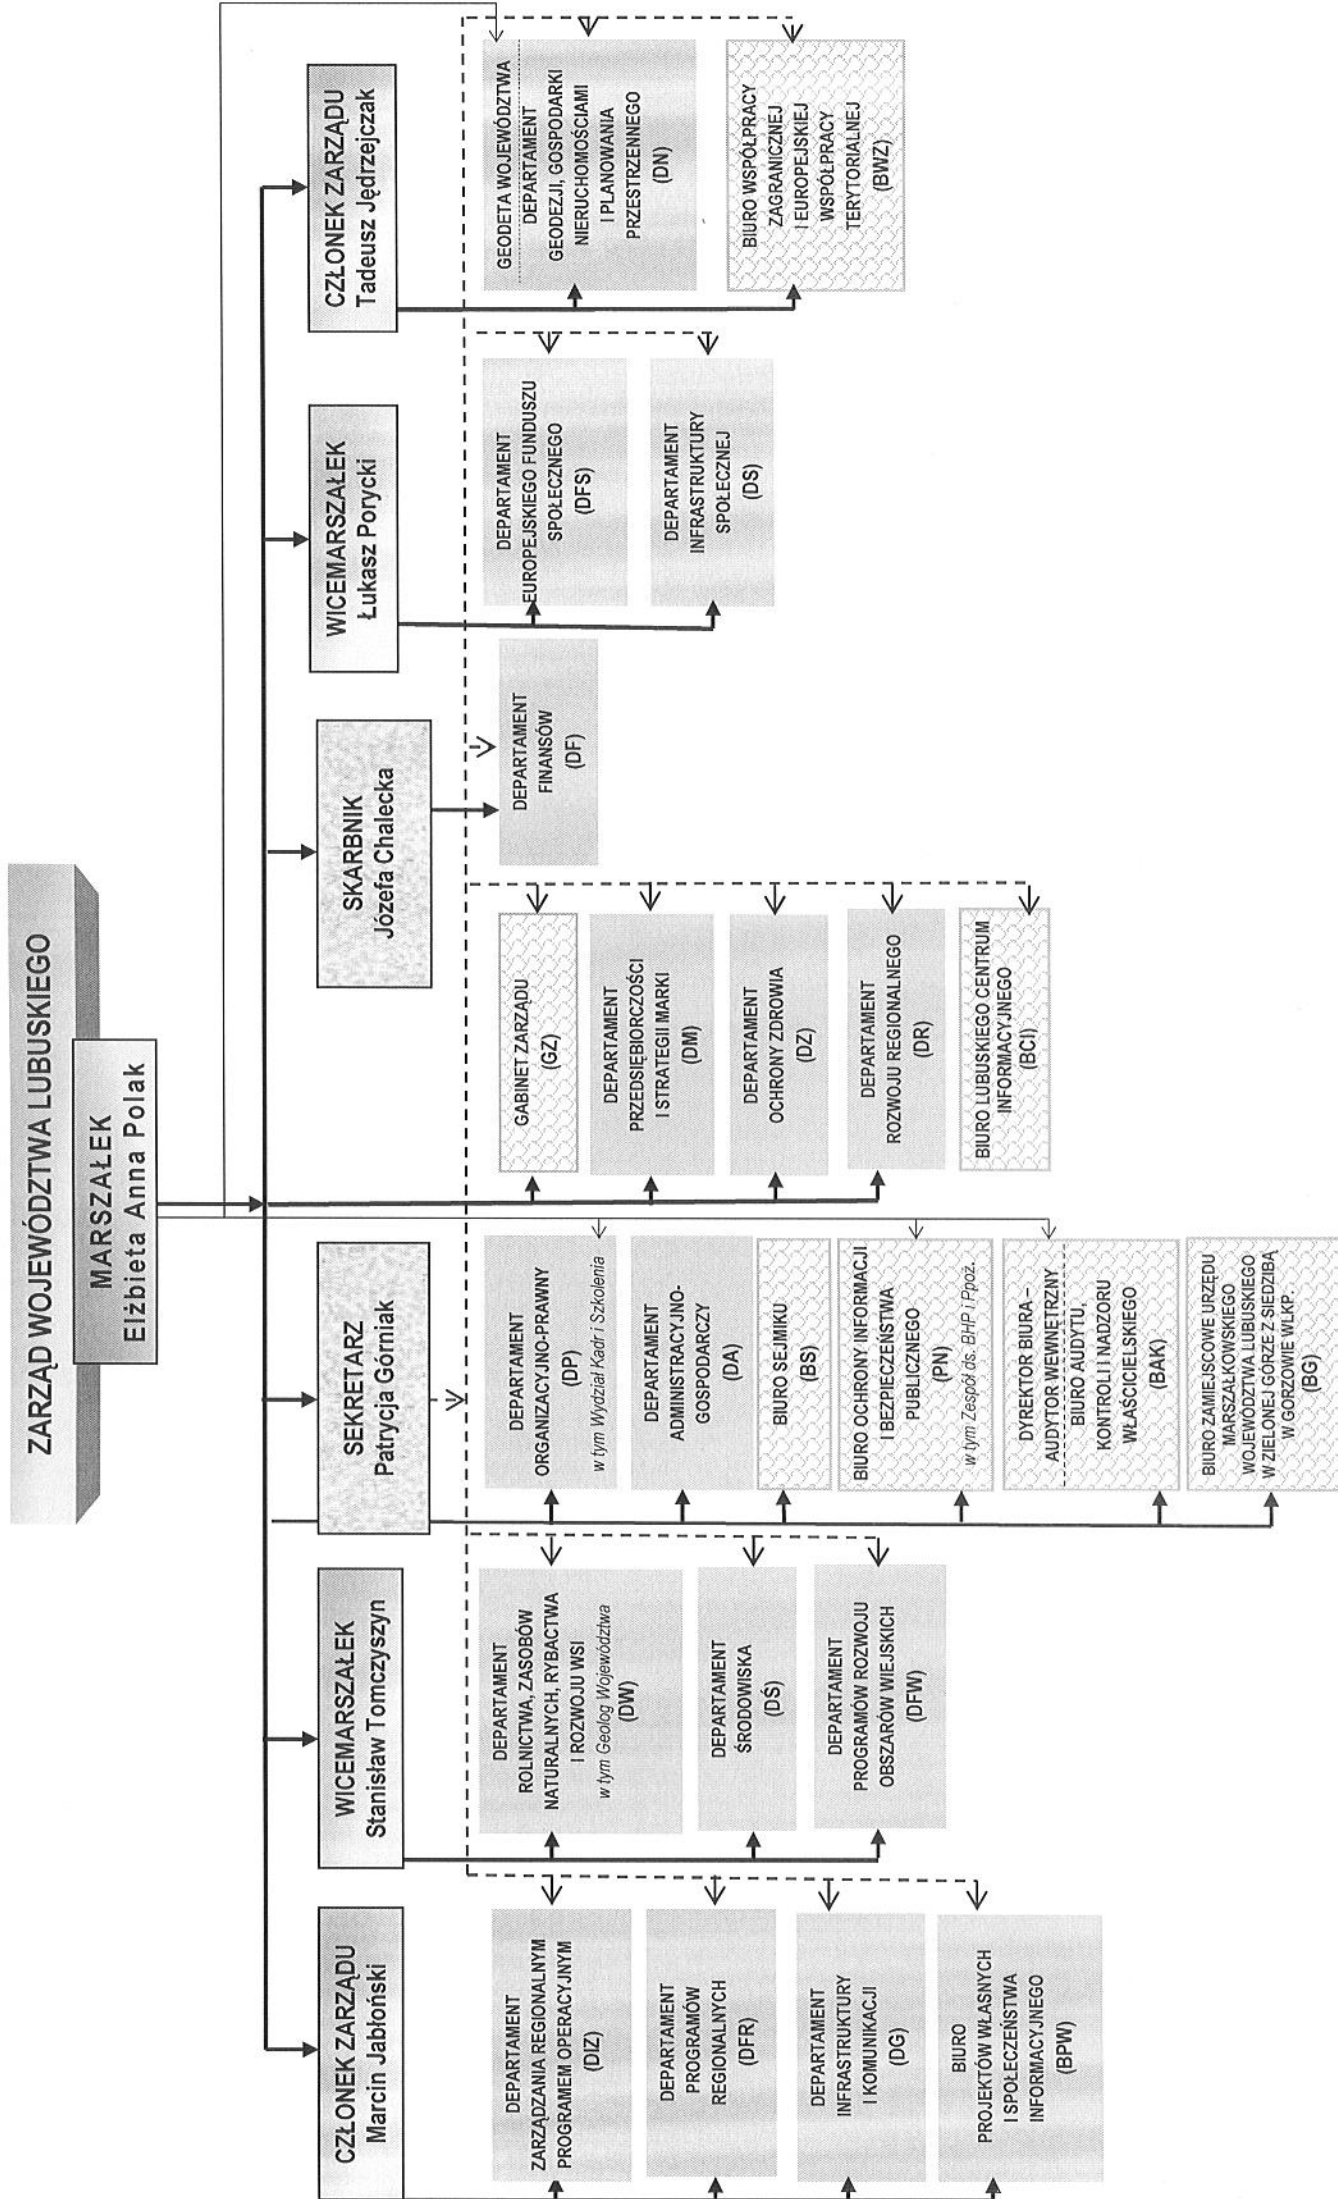 ZARZĄD WOJEWÓDZTWA LUBUSKIEGO
MARSZAŁEK
Elżbieta Anna Polak
CZŁONEK ZARZĄDU
Marcin Jabłoński
DEPARTAMENT
ZARZĄDZANIA REGIONALNYM
PROGRAMEM OPERACYJNYM
(DIZ)
DEPARTAMENT
PROGRAMÓW
REGIONALNYCH
(DFR)
DEPARTAMENT
INFRASTRUKTURY
I KOMUNIKACJI
(DG)
BIURO
PROJEKTÓW WŁASNYCH
I SPOŁECZEŃSTWA
INFORMACYJNEGO
(BPW)
WICEMARSZAŁEK
Stanisław Tomczyszyn
DEPARTAMENT
ROLNICTWA, ZASOBÓW
NATURALNYCH, RYBACTWA
I ROZWOJU WSI
(DW)
w tym Geolog Województwa
DEPARTAMENT
ŚRODOWISKA
(DŚ)
DEPARTAMENT
PROGRAMÓW ROZWOJU
OBSZARÓW WIEJSKICH
(DFW)
SEKRETARZ
Patrycja Górniak
DEPARTAMENT
ORGANIZACYJNO-PRAWNY
(DP)
w tym Wydział Kadr i Szkolenia
DEPARTAMENT
ADMINISTRACYJNO-
GOSPODARCZY
(DA)
BIURO SEJMIKU
(BS)
BIURO OCHRONY INFORMACJI
I BEZPIECZEŃSTWA
PUBLICZNEGO
(PN)
w tym Zespół ds. BHP i Ppoż.
DYREKTOR BIURA –
AUDYTOR WEWNĘTRZNY
BIURO AUDYTU,
KONTROLI I NADZORU
WŁAŚCICIELSKIEGO
(BAK)
BIURO ZAMIEJSCOWE URZĘDU
MARSZAŁKOWSKIEGO
WOJEWÓDZTWA LUBUSKIEGO
W ZIELONEJ GÓRZE Z SIEDZIBĄ
W GORZOWIE WLKP.
(BG)
GABINET ZARZĄDU
(GZ)
DEPARTAMENT
PRZEDSIĘBIORCZOŚCI
I STRATEGII MARKI
(DM)
DEPARTAMENT
OCHRONY ZDROWIA
(DZ)
DEPARTAMENT
ROZWOJU REGIONALNEGO
(DR)
BIURO LUBUSKIEGO CENTRUM
INFORMACYJNEGO
(BCI)
SKARBNIK
Józefa Chalecka
DEPARTAMENT
FINANSÓW
(DF)
WICEMARSZAŁEK
Łukasz Porycki
DEPARTAMENT
EUROPEJSKIEGO FUNDUSZU
SPOŁECZNEGO
(DFS)
DEPARTAMENT
INFRASTRUKTURY
SPOŁECZNEJ
(DS)
CZŁONEK ZARZĄDU
Tadeusz Jędrzejczak
GEODETA WOJEWÓDZTWA
DEPARTAMENT
GEODEZJI, GOSPODARKI
NIERUCHOMOŚCIAMI
I PLANOWANIA
PRZESTRZENNEGO
(DN)
BIURO WSPÓŁPRACY
ZAGRANICZNEJ
I EUROPEJSKIEJ
WSPÓŁPRACY
TERYTORIALNEJ
(BWZ)